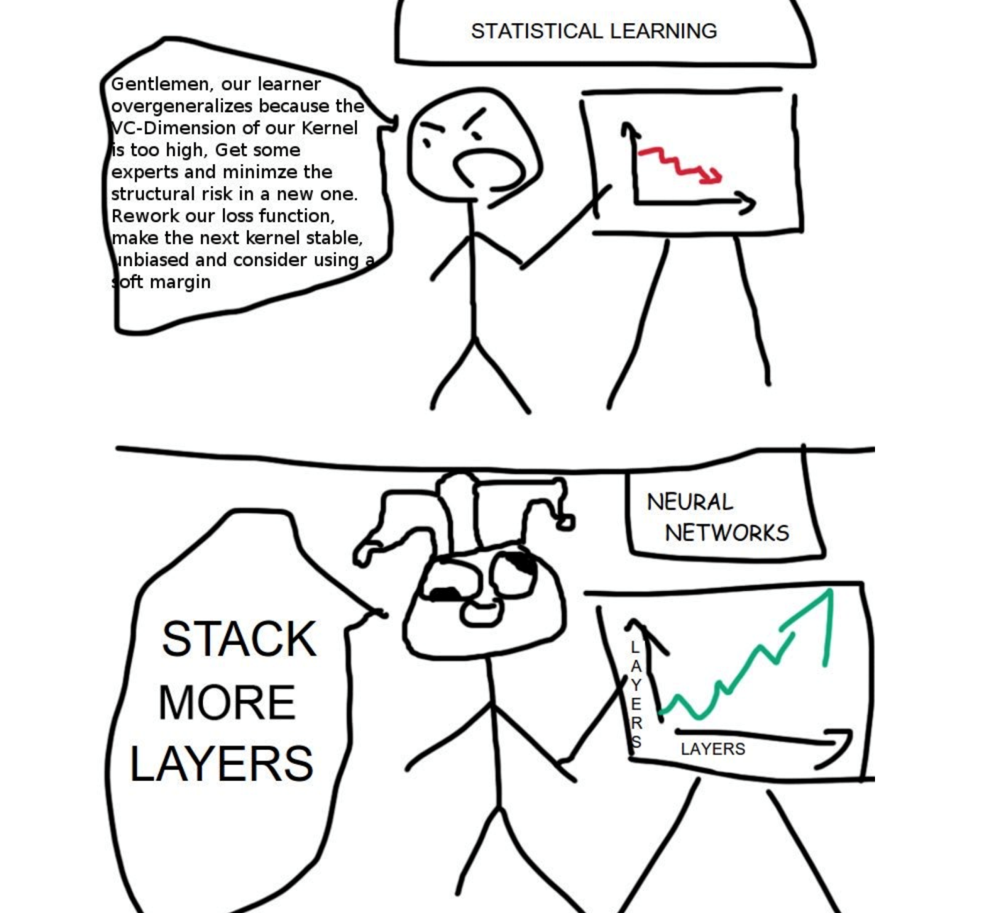 STATISTICAL LEARNING
Gentlemen, our learner
overgeneralizes because the
VC-Dimension of our Kernel
is too high, Get some
experts and minimze the
structural risk in a new one.
Rework our loss function,
make the next kernel stable,
unbiased and consider using a
soft margin
NEURAL
NETWORKS
STACK
MORE
LAYERS
LAYERS
LAYERS